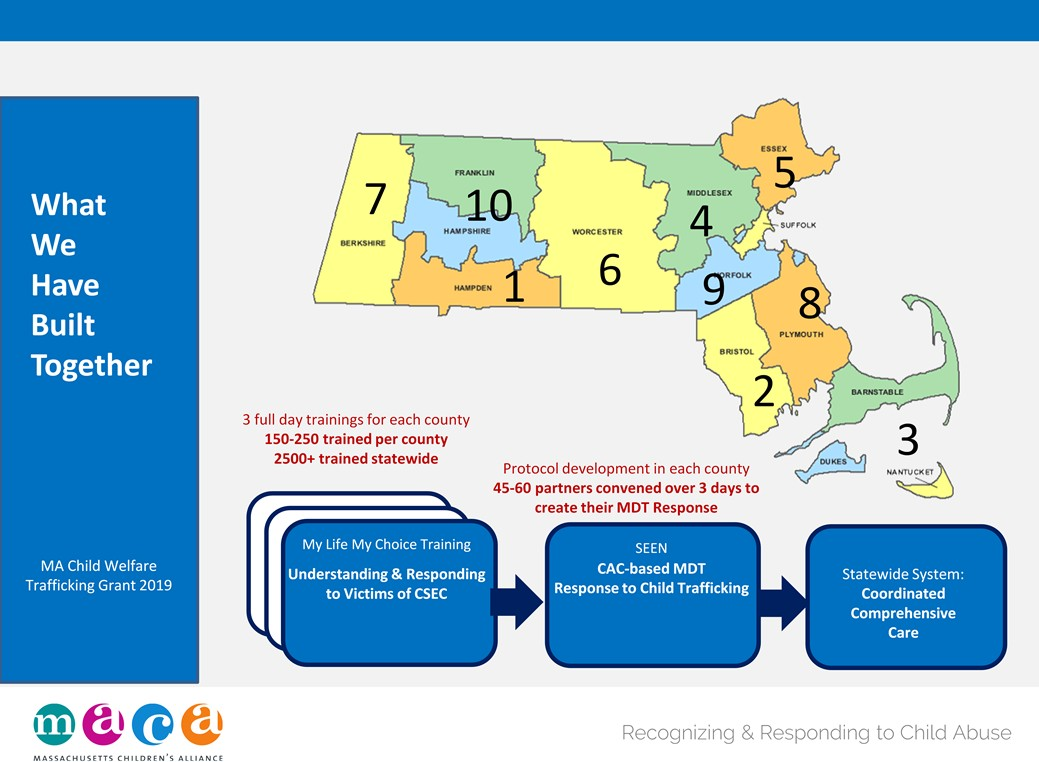 What
We
Have
Built
Together
MA Child Welfare
Trafficking Grant 2019
ESSEX
5
FRANKLIN
MIDDLESEX
7
10
4
SUFFOLK
HAMPSHIRE
WORCESTER
BERKSHIRE
6
NORFOLK
HAMPDEN
1
9
8
PLYMOUTH
BRISTOL
2
BARNSTABLE
3
DUKES
NANTUCKET
3 full day trainings for each county
150-250 trained per county
2500+ trained statewide
Protocol development in each county
45-60 partners convened over 3 days to
create their MDT Response
My Life My Choice Training
Understanding & Responding
to Victims of CSEC
SEEN
CAC-based MDT
Response to Child Trafficking
Statewide System:
Coordinated
Comprehensive
Care
maca
MASSACHUSETTS CHILDREN'S ALLIANCE
Recognizing & Responding to Child Abuse